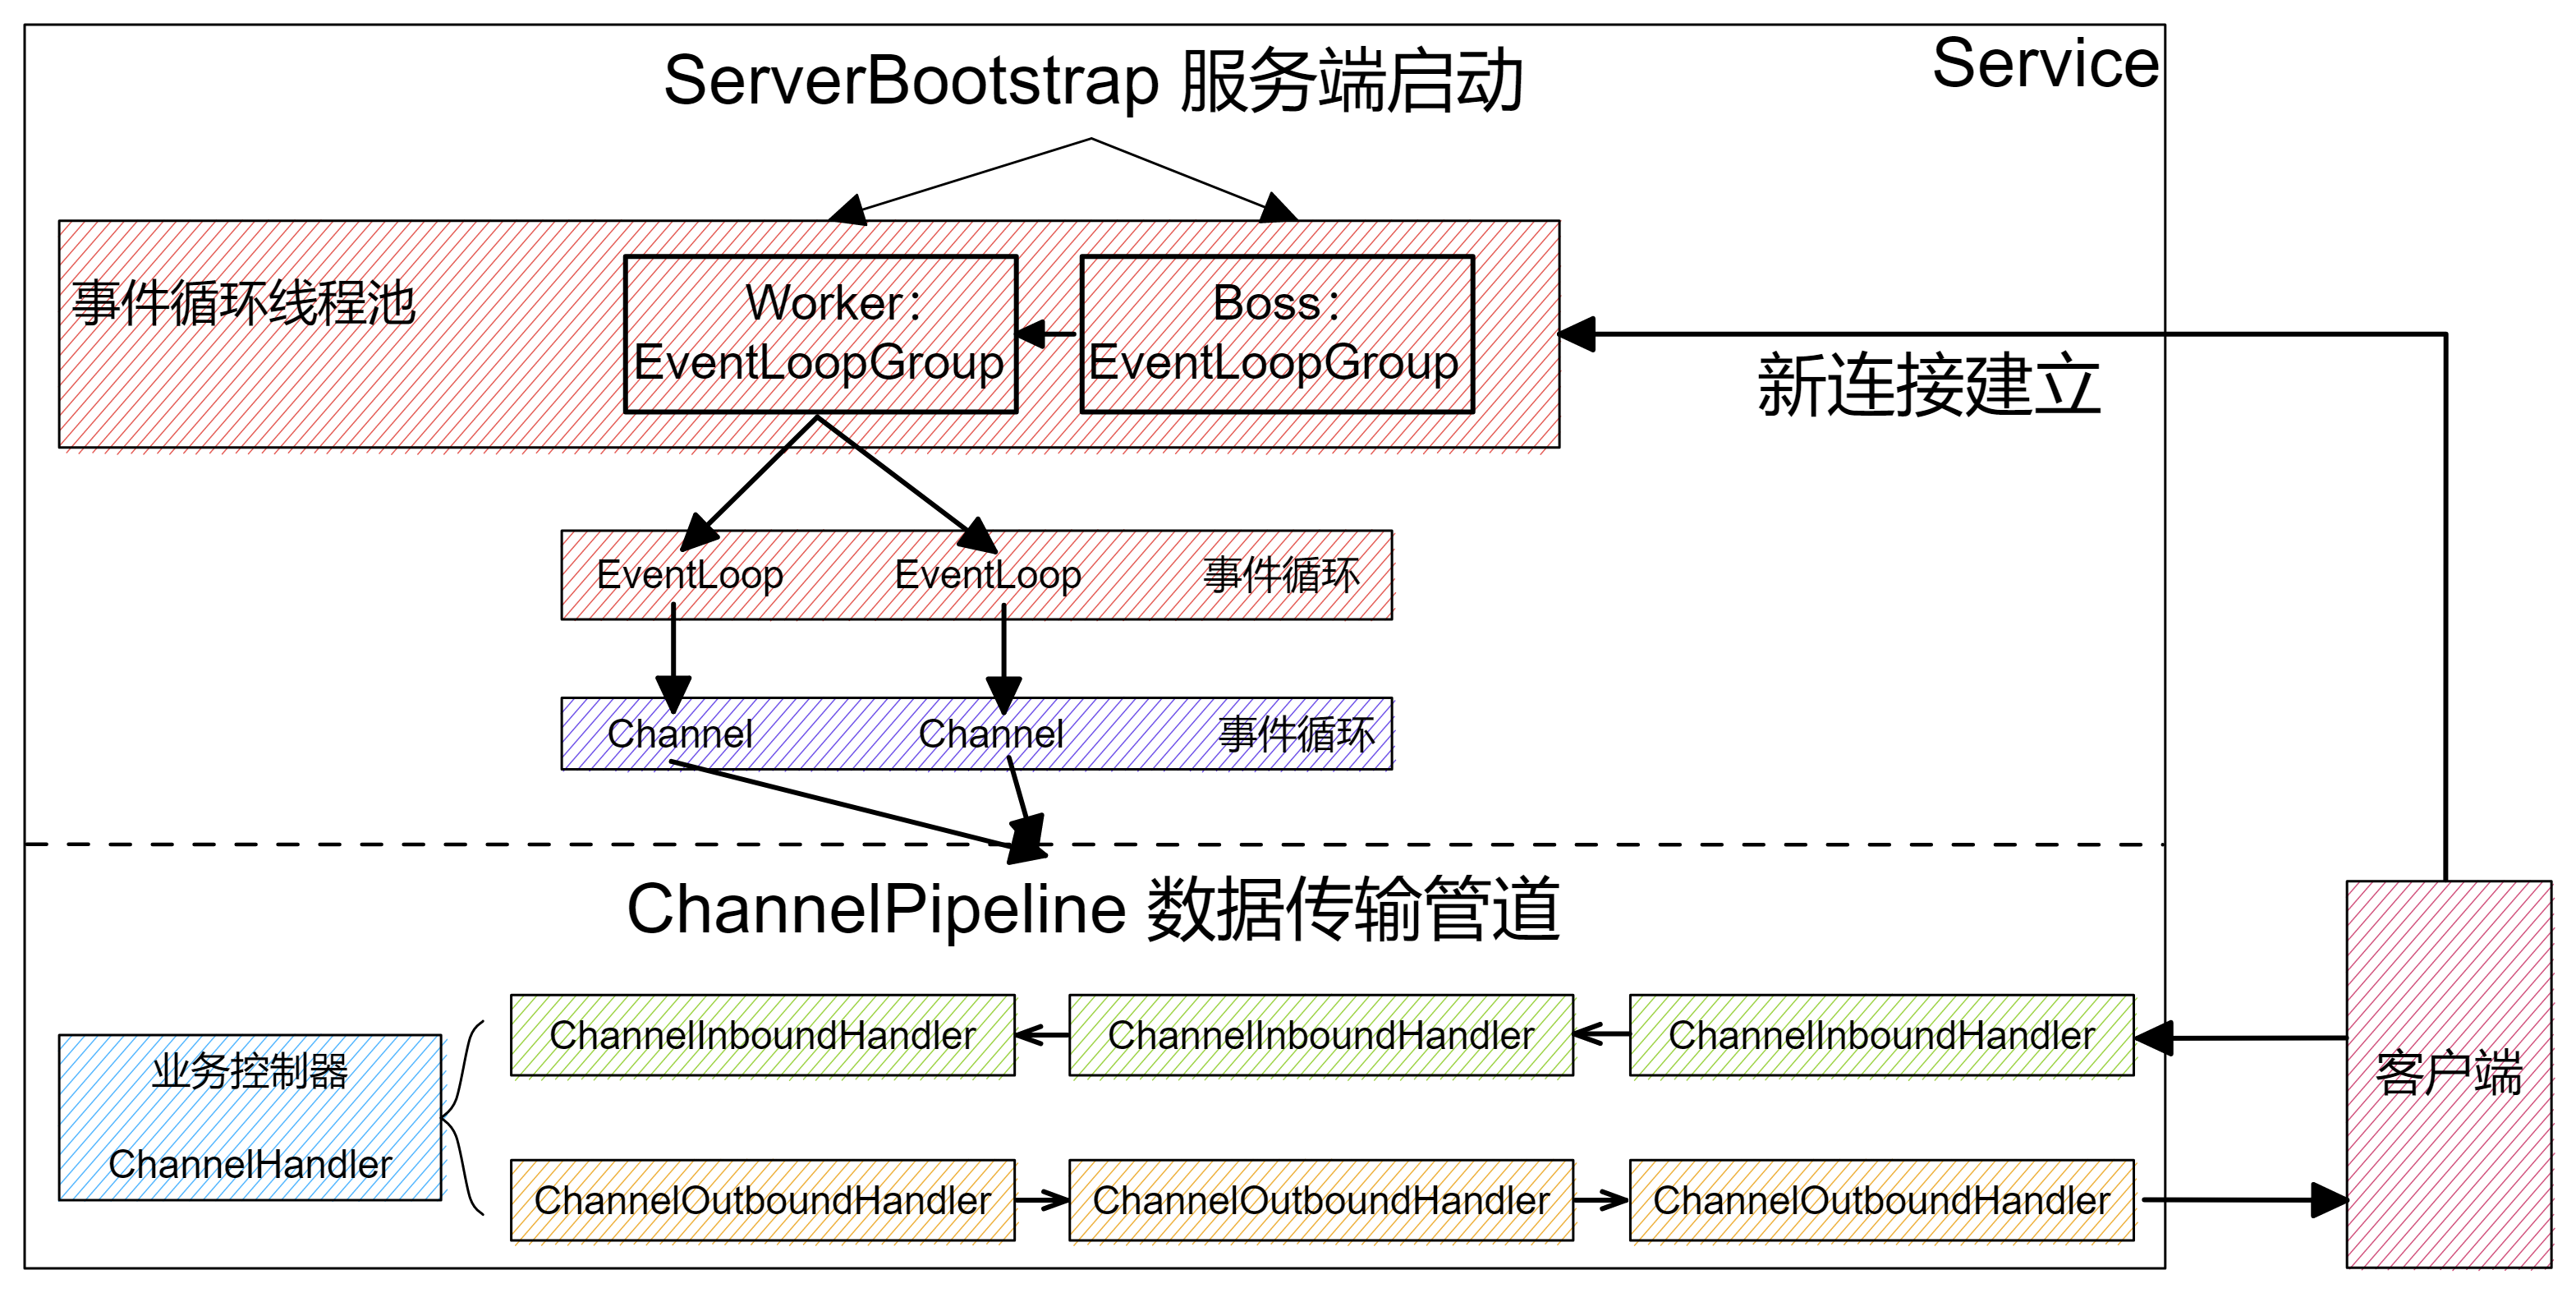 ServerBootstrap 服务端启动
Service
事件循环线程池
Worker：
EventLoopGroup
Boss：
EventLoopGroup
新连接建立
EventLoop
EventLoop
事件循环
Channel
Channel
事件循环
ChannelPipeline 数据传输管道
业务控制器
ChannelHandler
ChannelInboundHandler
ChannelInboundHandler
ChannelInboundHandler
ChannelOutboundHandler
ChannelOutboundHandler
ChannelOutboundHandler
客户端